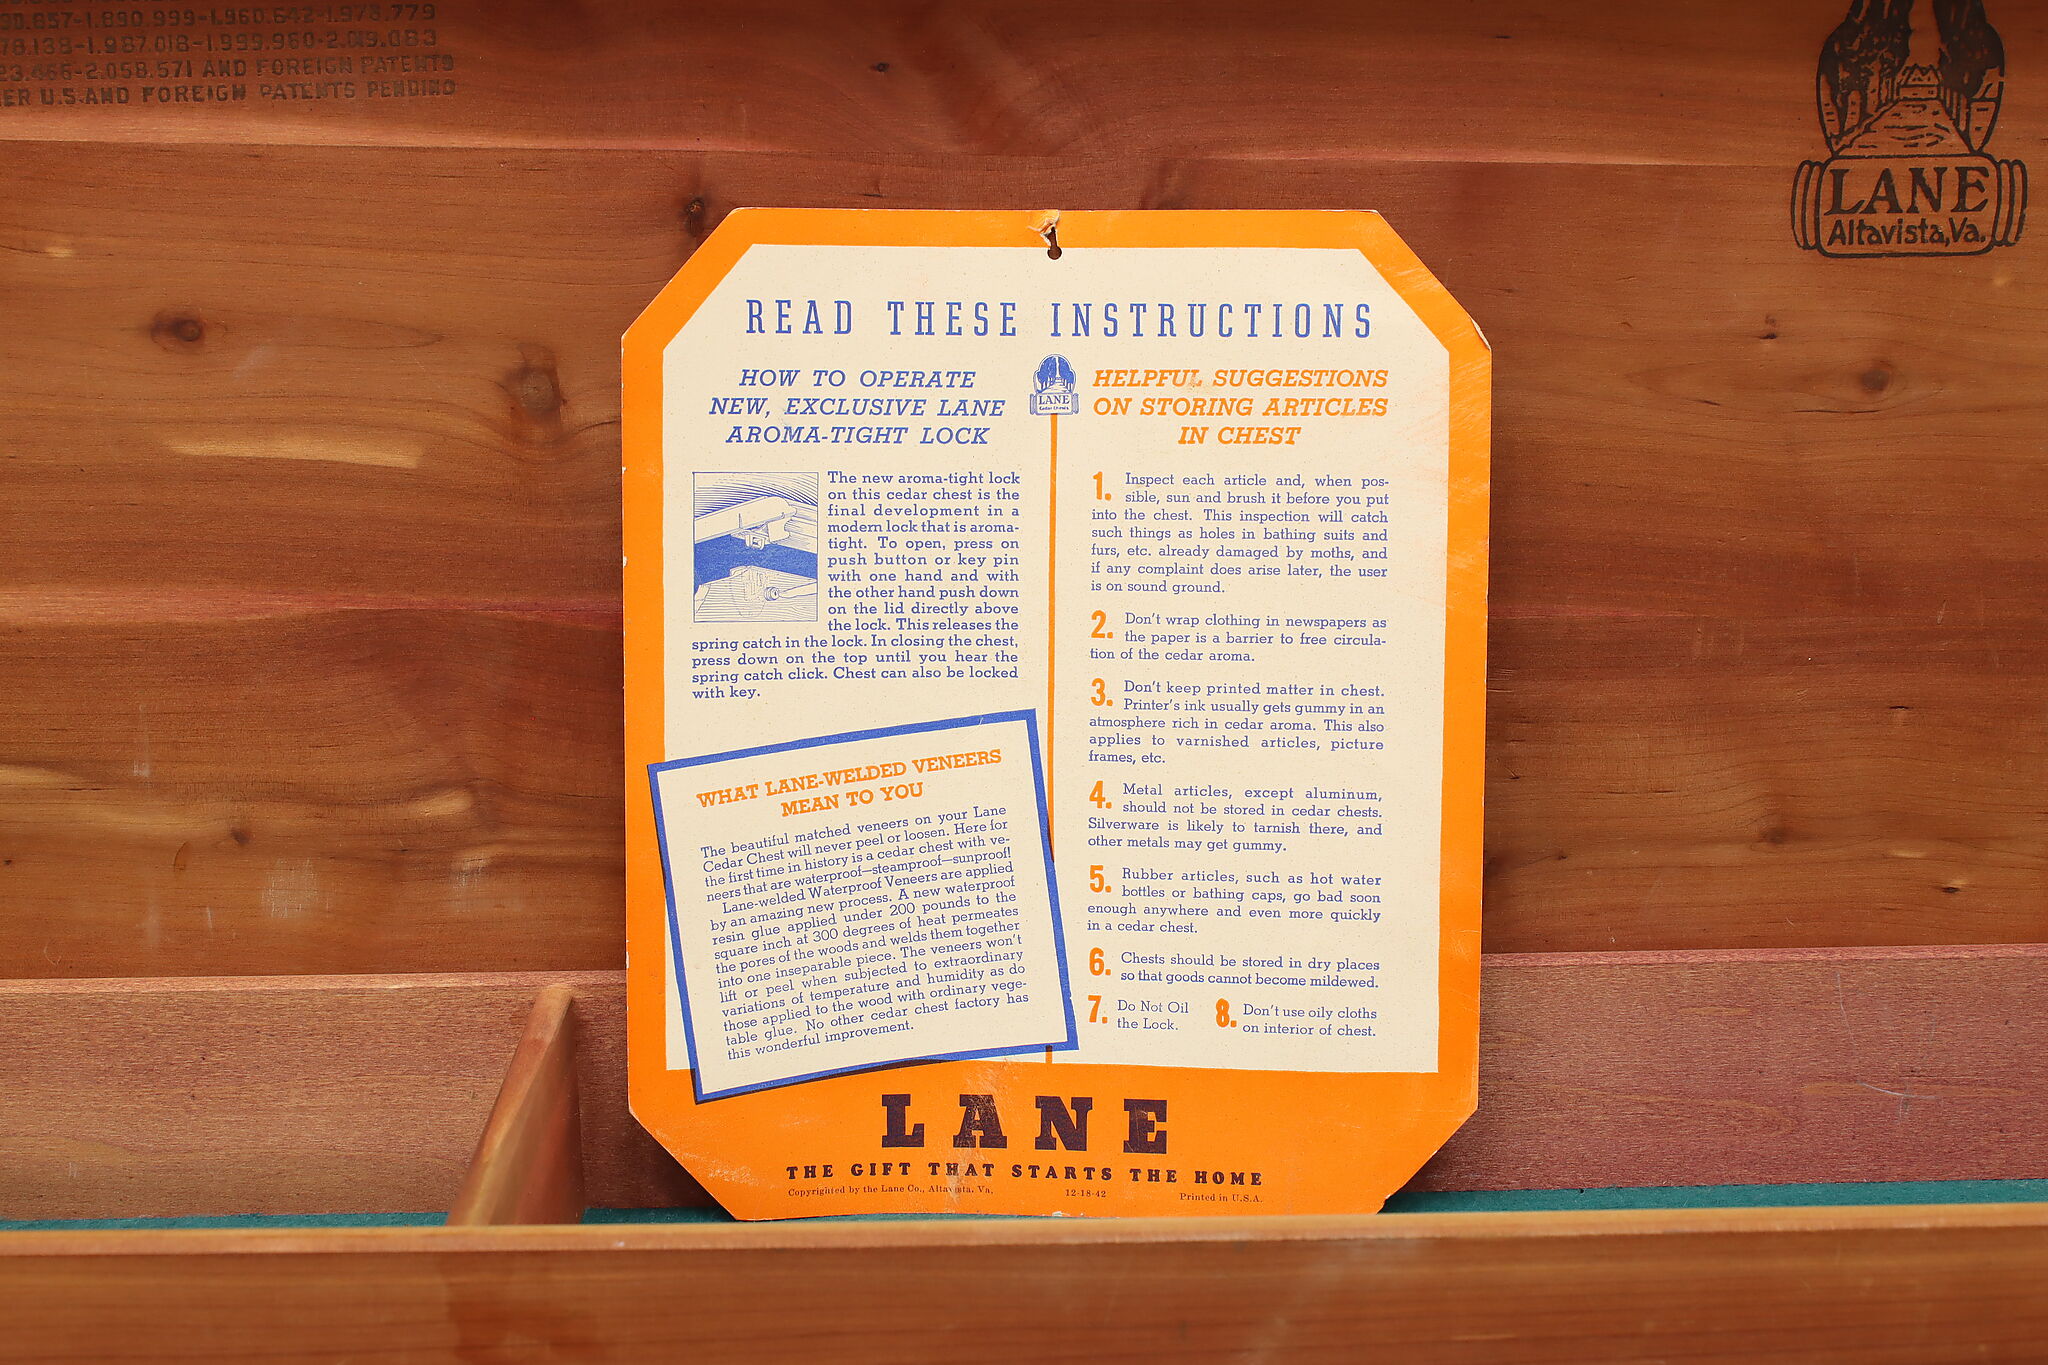 90.857-1.890.999-1.960.642-1.978.779
78.138-1.987.018-1.999.960-2.019.083
23.466-2.058.571 AND FOREIGN PATENTS
ER U.S. AND FOREIGN PATENTS PENDING
LANE
Altavista, Va.
READ THESE INSTRUCTIONS
HOW TO OPERATE
NEW, EXCLUSIVE LANE
AROMA-TIGHT LOCK
The new aroma-tight lock
on this cedar chest is the
final development in a
modern lock that is aroma-
tight. To open, press on
push button or key pin
with one hand and with
the other hand push down
on the lid directly above
the lock. This releases the
spring catch in the lock. In closing the chest,
press down on the top until you hear the
spring catch click. Chest can also be locked
with key.
WHAT LANE-WELDED VENEERS
MEAN TO YOU
The beautiful matched veneers on your Lane
Cedar Chest will never peel or loosen. Here for
the first time in history is a cedar chest with ve-
neers that are waterproof—steamproof—sunproof!
Lane-welded Waterproof Veneers are applied
by an amazing new process. A new waterproof
resin glue applied under 200 pounds to the
square inch at 300 degrees of heat permeates
the pores of the woods and welds them together
into one inseparable piece. The veneers won't
lift or peel when subjected to extraordinary
variations of temperature and humidity as do
those applied to the wood with ordinary vege-
table glue. No other cedar chest factory has
this wonderful improvement.
LANE
Cedar Chests
HELPFUL SUGGESTIONS
ON STORING ARTICLES
IN CHEST
1. Inspect each article and, when pos-
sible, sun and brush it before you put
into the chest. This inspection will catch
such things as holes in bathing suits and
furs, etc. already damaged by moths, and
if any complaint does arise later, the user
is on sound ground.
2. Don't wrap clothing in newspapers as
the paper is a barrier to free circula-
tion of the cedar aroma.
3. Don't keep printed matter in chest.
Printer's ink usually gets gummy in an
atmosphere rich in cedar aroma. This also
applies to varnished articles, picture
frames, etc.
4. Metal articles, except aluminum,
should not be stored in cedar chests.
Silverware is likely to tarnish there, and
other metals may get gummy.
5. Rubber articles, such as hot water
bottles or bathing caps, go bad soon
enough anywhere and even more quickly
in a cedar chest.
6. Chests should be stored in dry places
so that goods cannot become mildewed.
7. Do Not Oil
the Lock.
8. Don't use oily cloths
on interior of chest.
LANE
THE GIFT THAT STARTS THE HOME
Copyrighted by the Lane Co., Altavista, Va. 12-18-42 Printed in U.S.A.